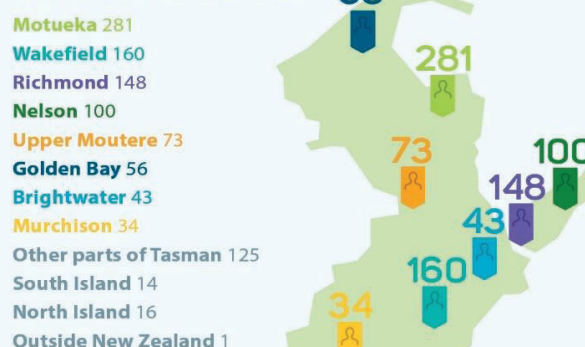 Motueka 281
Wakefield 160
Richmond 148
Nelson 100
Upper Moutere 73
Golden Bay 56
Brightwater 43
Murchison 34
Other parts of Tasman 125
South Island 14
North Island 16
Outside New Zealand 1
281
73
100
148
43
160
34